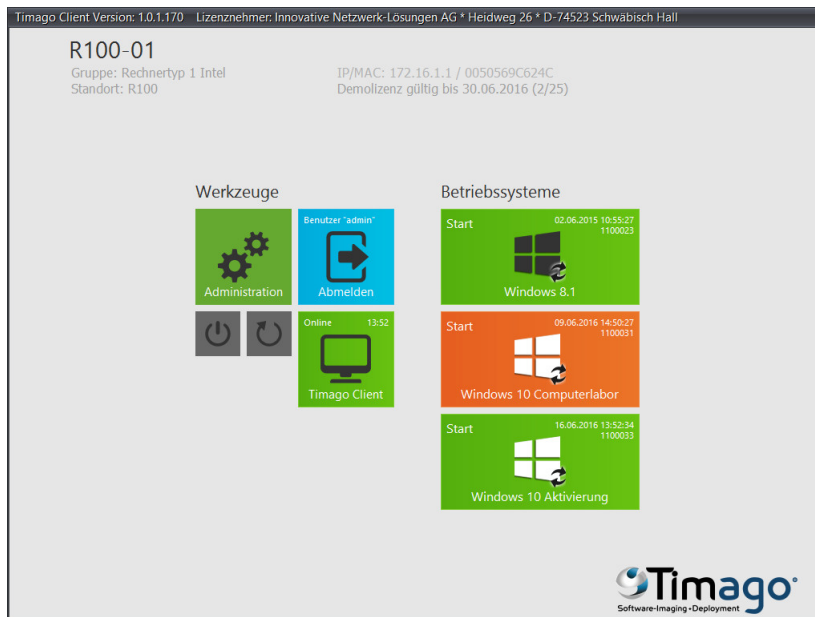 Timago Client Version: 1.0.1.170 Lizenznehmer: Innovative Netzwerk-Lösungen AG * Heidweg 26 * D-74523 Schwäbisch Hall
R100-01
Gruppe: Rechnertyp 1 Intel
Standort: R100
IP/MAC: 172.16.1.1 / 0050569C624C
Demolizenz gültig bis 30.06.2016 (2/25)
Werkzeuge
Administration
Benutzer "admin"
Abmelden
Online 13:52
Timago Client
Betriebssysteme
Start 02.06.2015 10:55:27
1100023
Windows 8.1
Start 09.06.2016 14:50:27
1100031
Windows 10 Computerlabor
Start 16.06.2016 13:52:34
1100033
Windows 10 Aktivierung
Timago
Software-Imaging+Deployment